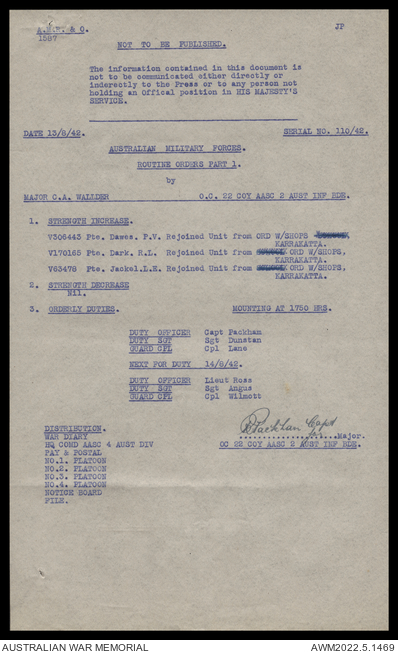 A.M.F. & O.
1587
JP
NOT TO BE PUBLISHED.
The information contained in this document is
not to be communicated either directly or
inderectly to the Press or to any person not
holding an Offical position in HIS MAJESTY'S
SERVICE.
DATE 13/8/42. SERIAL NO. 110/42.
AUSTRALIAN MILITARY FORCES.
ROUTINE ORDERS PART 1.
by
MAJOR C.A. WALLDER O.C. 22 COY AASC 2 AUST INF BDE.
1. STRENGTH INCREASE.
V306443 Pte. Dawes. P.V. Rejoined Unit from ORD W/SHOPS
KARRAKATTA.
V170165 Pte. Dark. R.L. Rejoined Unit from ORD W/SHOPS,
KARRAKATTA.
V63478 Pte. Jackel.L.E. Rejoined Unit from ORD W/SHOPS,
KARRAKATTA.
2. STRENGTH DECREASE
Nil.
3. ORDERLY DUTIES. MOUNTING AT 1750 HRS.
DUTY OFFICER Capt Packham
DUTY SGT Sgt Dunstan
GUARD CPL Cpl Lane
NEXT FOR DUTY 14/8/42.
DUTY OFFICER Lieut Ross
DUTY SGT Sgt Angus
GUARD CPL Cpl Wilmott
DISTRIBUTION.
WAR DIARY
HQ COMD AASC 4 AUST DIV
PAY & POSTAL
NO.1. PLATOON
NO.2. PLATOON
NO.3. PLATOON
NO.4. PLATOON
NOTICE BOARD
FILE.
Packham Capt
for
Major.
OC 22 COY AASC 2 AUST INF BDE.
AUSTRALIAN WAR MEMORIAL AWM2022.5.1469